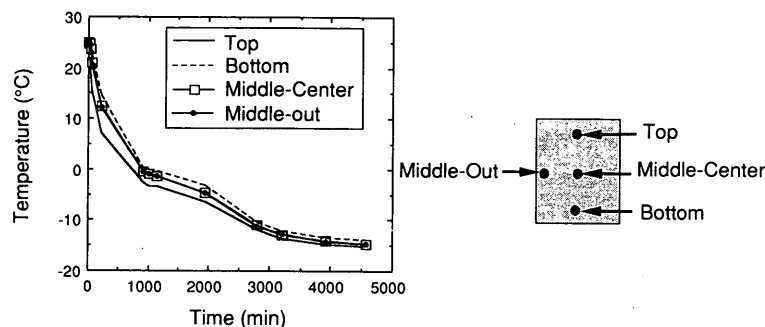 30
20
10
0
-10
-20
Temperature (°C)
Top
Bottom
Middle-Center
Middle-out
0 1000 2000 3000 4000 5000
Time (min)
Top
Middle-Out
Middle-Center
Bottom